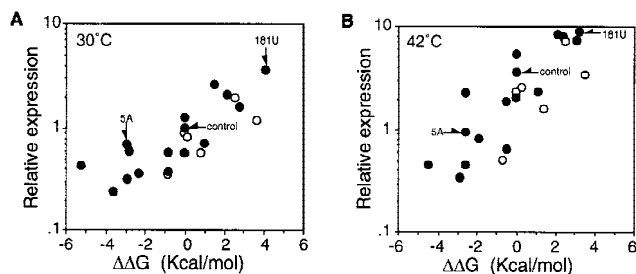 A
30˚C
181U
5A
control
Relative expression
10
1
.1
-6 -4 -2 0 2 4 6
ΔΔG (Kcal/mol)
B
42˚C
181U
control
5A
Relative expression
10
1
.1
-6 -4 -2 0 2 4 6
ΔΔG (Kcal/mol)